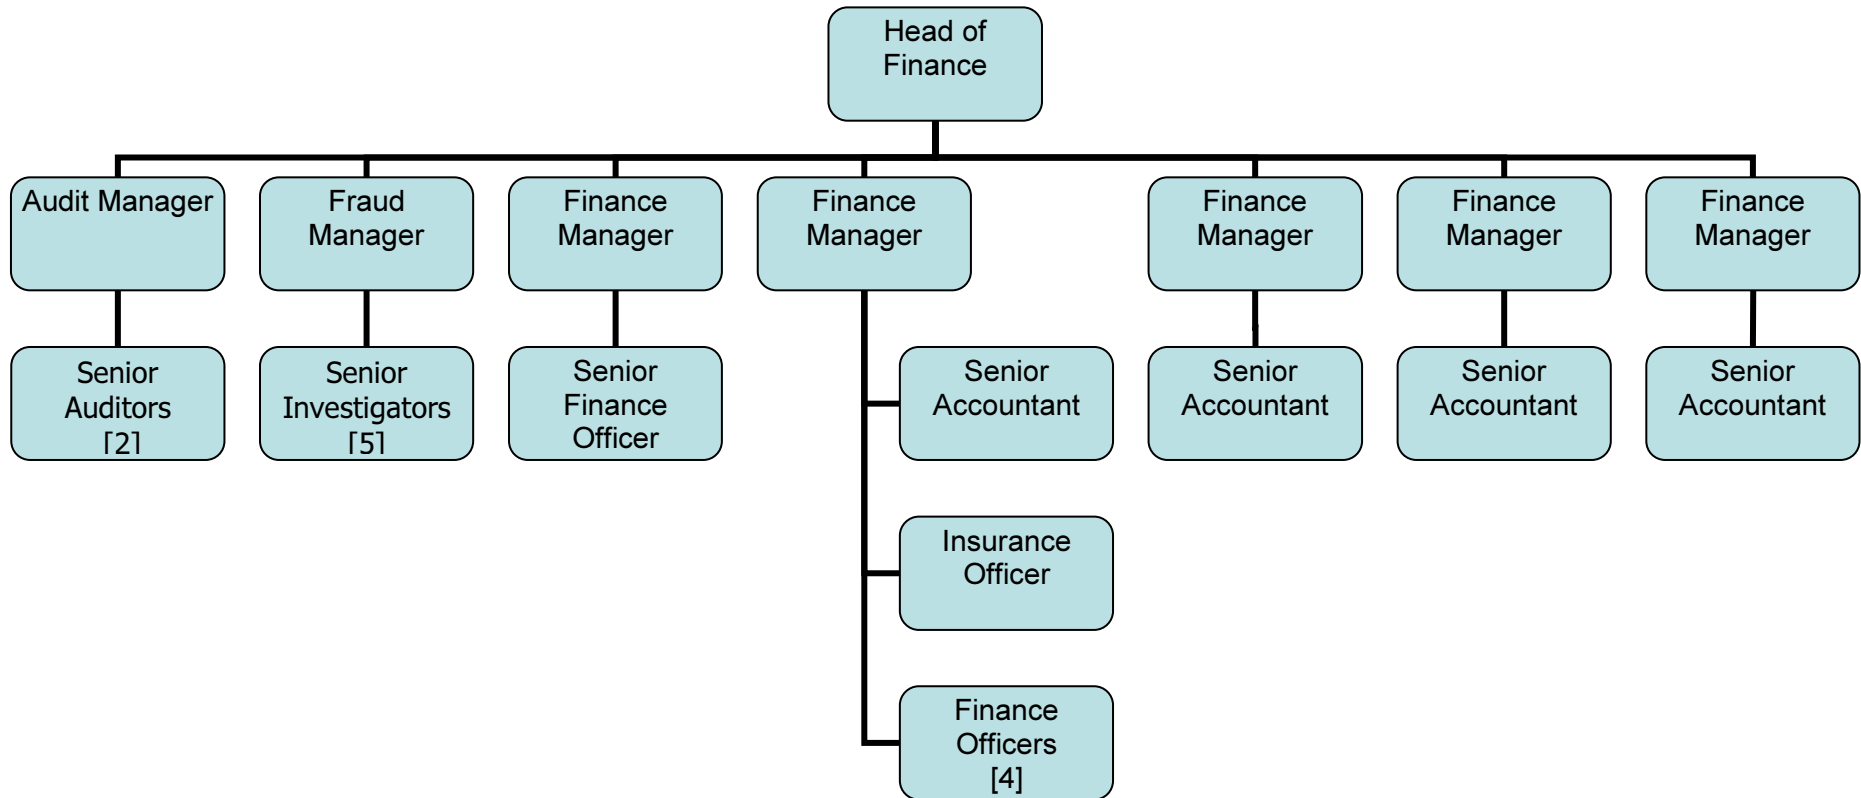 Head of
Finance
Audit Manager
Fraud
Manager
Finance
Manager
Finance
Manager
Finance
Manager
Finance
Manager
Finance
Manager
Senior
Auditors
[2]
Senior
Investigators
[5]
Senior
Finance
Officer
Senior
Accountant
Senior
Accountant
Senior
Accountant
Senior
Accountant
Insurance
Officer
Finance
Officers
[4]